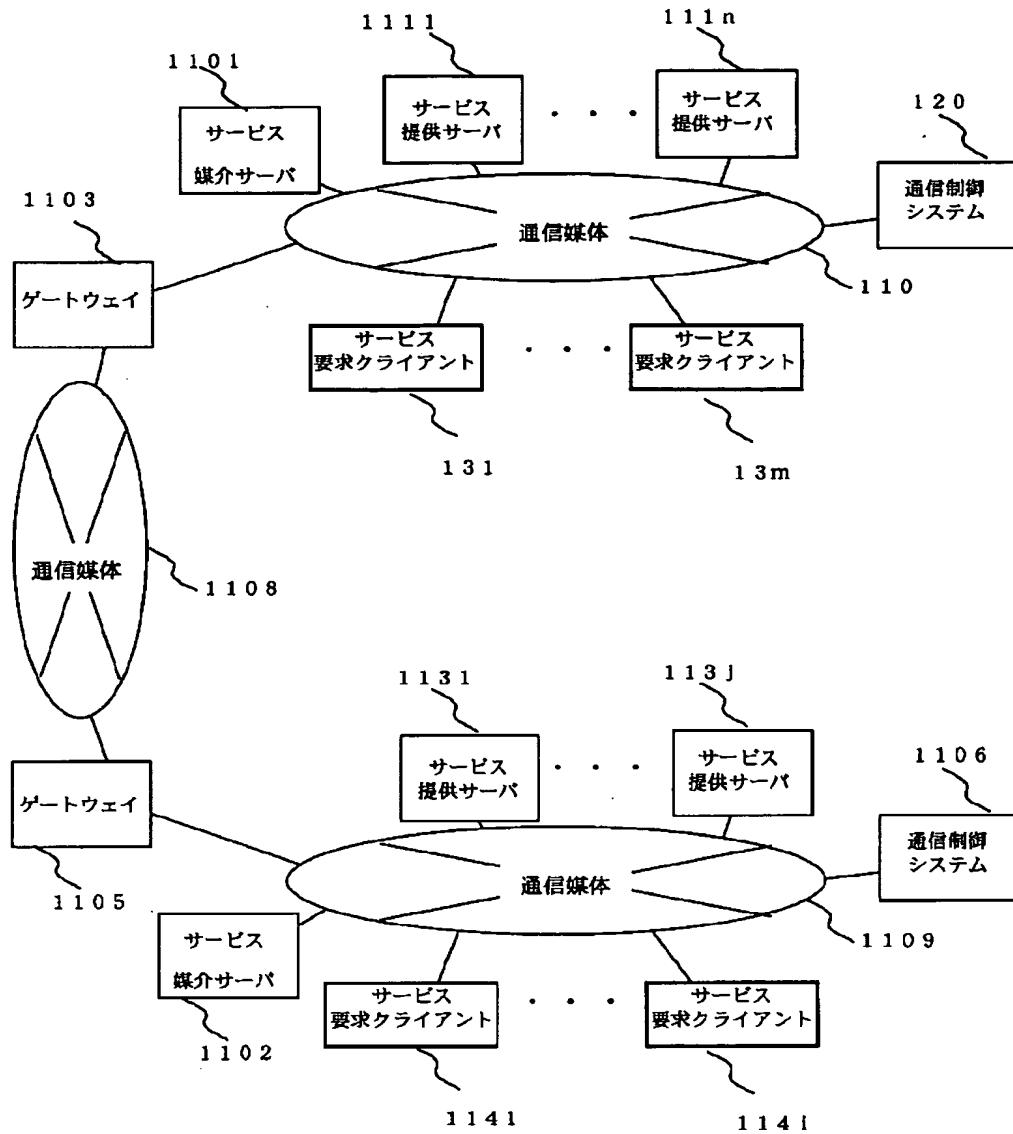 1111
111n
1101
サービス
提供サーバ
・・・
サービス
提供サーバ
120
サービス
媒介サーバ
通信制御
システム
1103
通信媒体
110
ゲートウェイ
サービス
要求クライアント
・・・
サービス
要求クライアント
131
13m
通信媒体
1108
1131
113j
サービス
提供サーバ
・・・
サービス
提供サーバ
1106
ゲートウェイ
通信制御
システム
通信媒体
1105
1109
サービス
媒介サーバ
サービス
要求クライアント
・・・
サービス
要求クライアント
1102
1141
114i